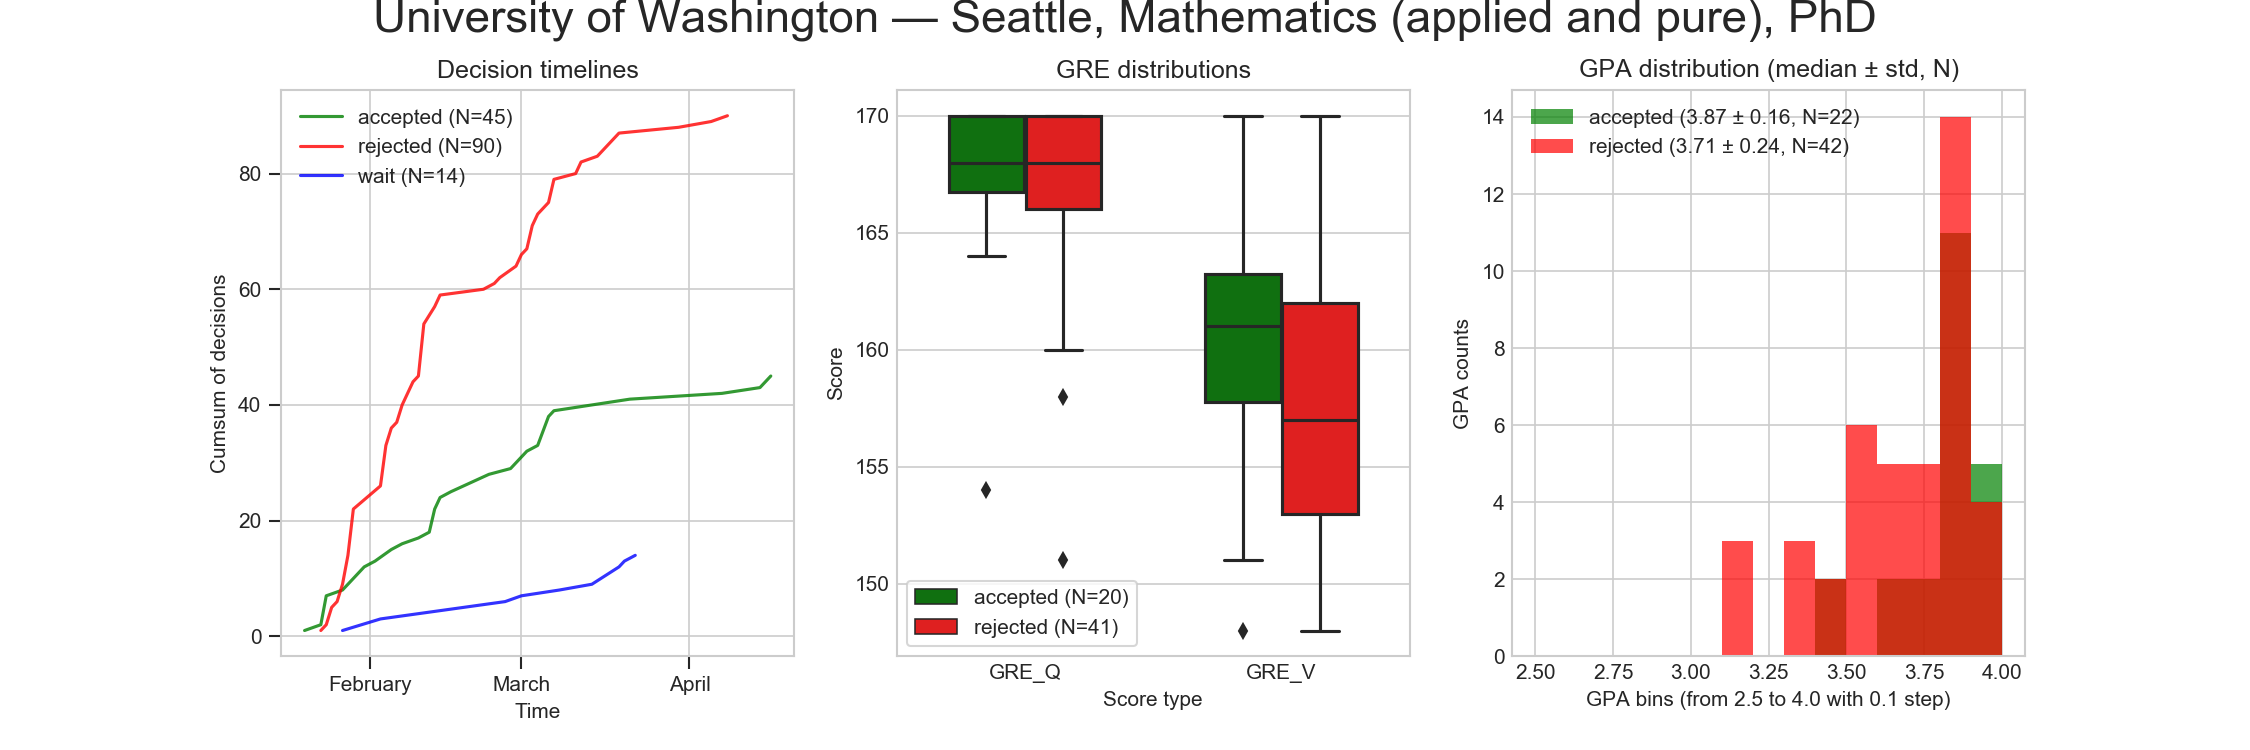 University of Washington — Seattle, Mathematics (applied and pure), PhD
Decision timelines
accepted (N=45)
rejected (N=90)
wait (N=14)
80
60
40
20
0
Cumsum of decisions
February
March
April
Time
GRE distributions
170
165
160
155
150
Score
accepted (N=20)
rejected (N=41)
GRE_Q
GRE_V
Score type
GPA distribution (median ± std, N)
accepted (3.87 ± 0.16, N=22)
rejected (3.71 ± 0.24, N=42)
14
12
10
8
6
4
2
0
GPA counts
2.50
2.75
3.00
3.25
3.50
3.75
4.00
GPA bins (from 2.5 to 4.0 with 0.1 step)